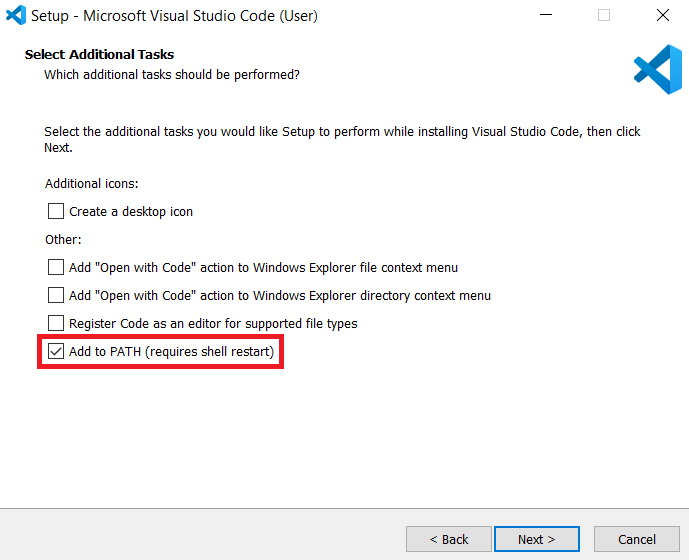 Setup - Microsoft Visual Studio Code (User)
Select Additional Tasks
Which additional tasks should be performed?
Select the additional tasks you would like Setup to perform while installing Visual Studio Code, then click
Next.
Additional icons:
Create a desktop icon
Other:
Add "Open with Code" action to Windows Explorer file context menu
Add "Open with Code" action to Windows Explorer directory context menu
Register Code as an editor for supported file types
Add to PATH (requires shell restart)
< Back
Next >
Cancel